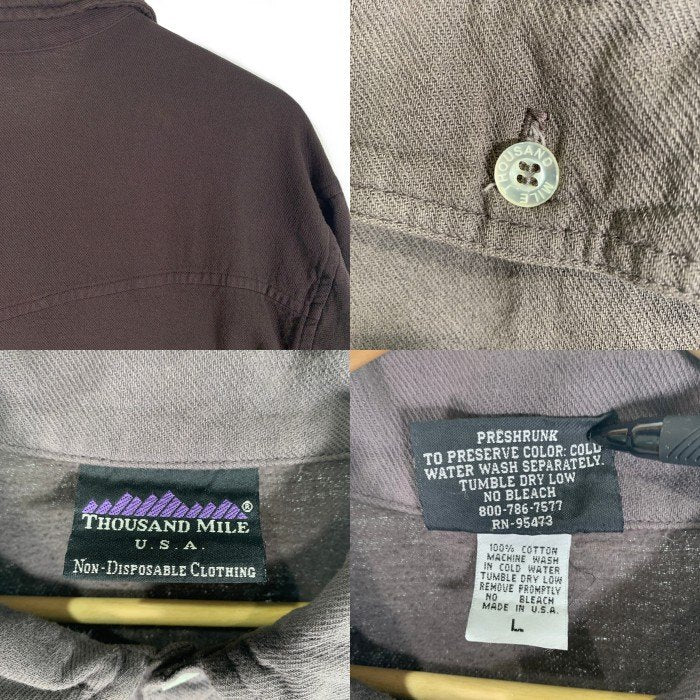 THOUSAND MILE
THOUSAND MILE®
U.S.A.
NON-DISPOSABLE CLOTHING
PRESHRUNK
TO PRESERVE COLOR: COLD
WATER WASH SEPARATELY.
TUMBLE DRY LOW
NO BLEACH
800-786-7577
RN-95473
100% COTTON
MACHINE WASH
IN COLD WATER
TUMBLE DRY LOW
REMOVE PROMPTLY
NO BLEACH
MADE IN U.S.A.
L